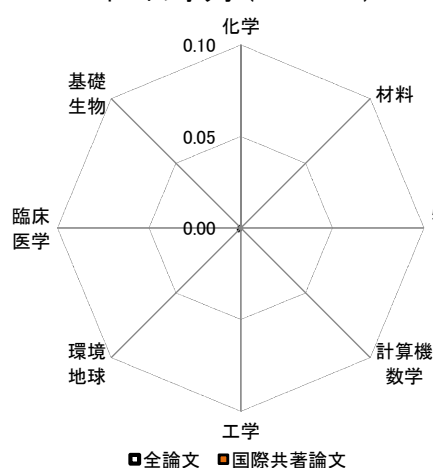 化学
0.10
基礎
生物
材料
0.05
臨床
医学
0.00
環境
地球
計算機
数学
工学
全論文 国際共著論文